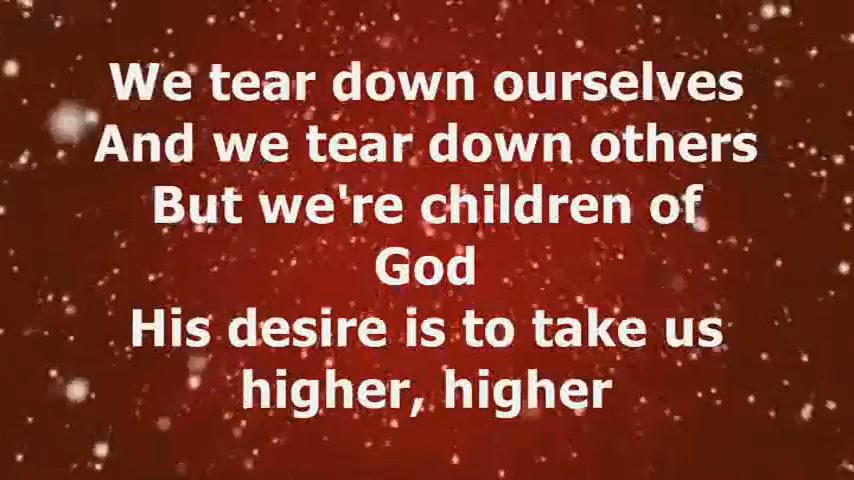 We tear down ourselves
And we tear down others
But we're children of
God
His desire is to take us
higher, higher